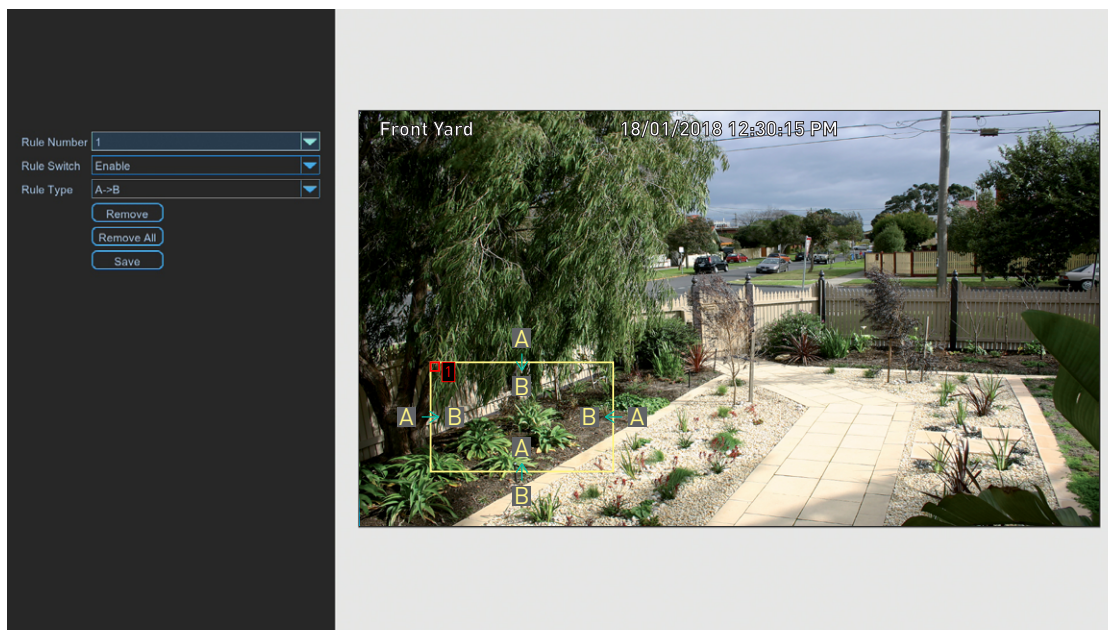 Rule Number 1
Rule Switch Enable
Rule Type A->B
Remove
Remove All
Save
Front Yard 18/01/2018 12:30:15 PM
A
1
B
A B B A
A
B